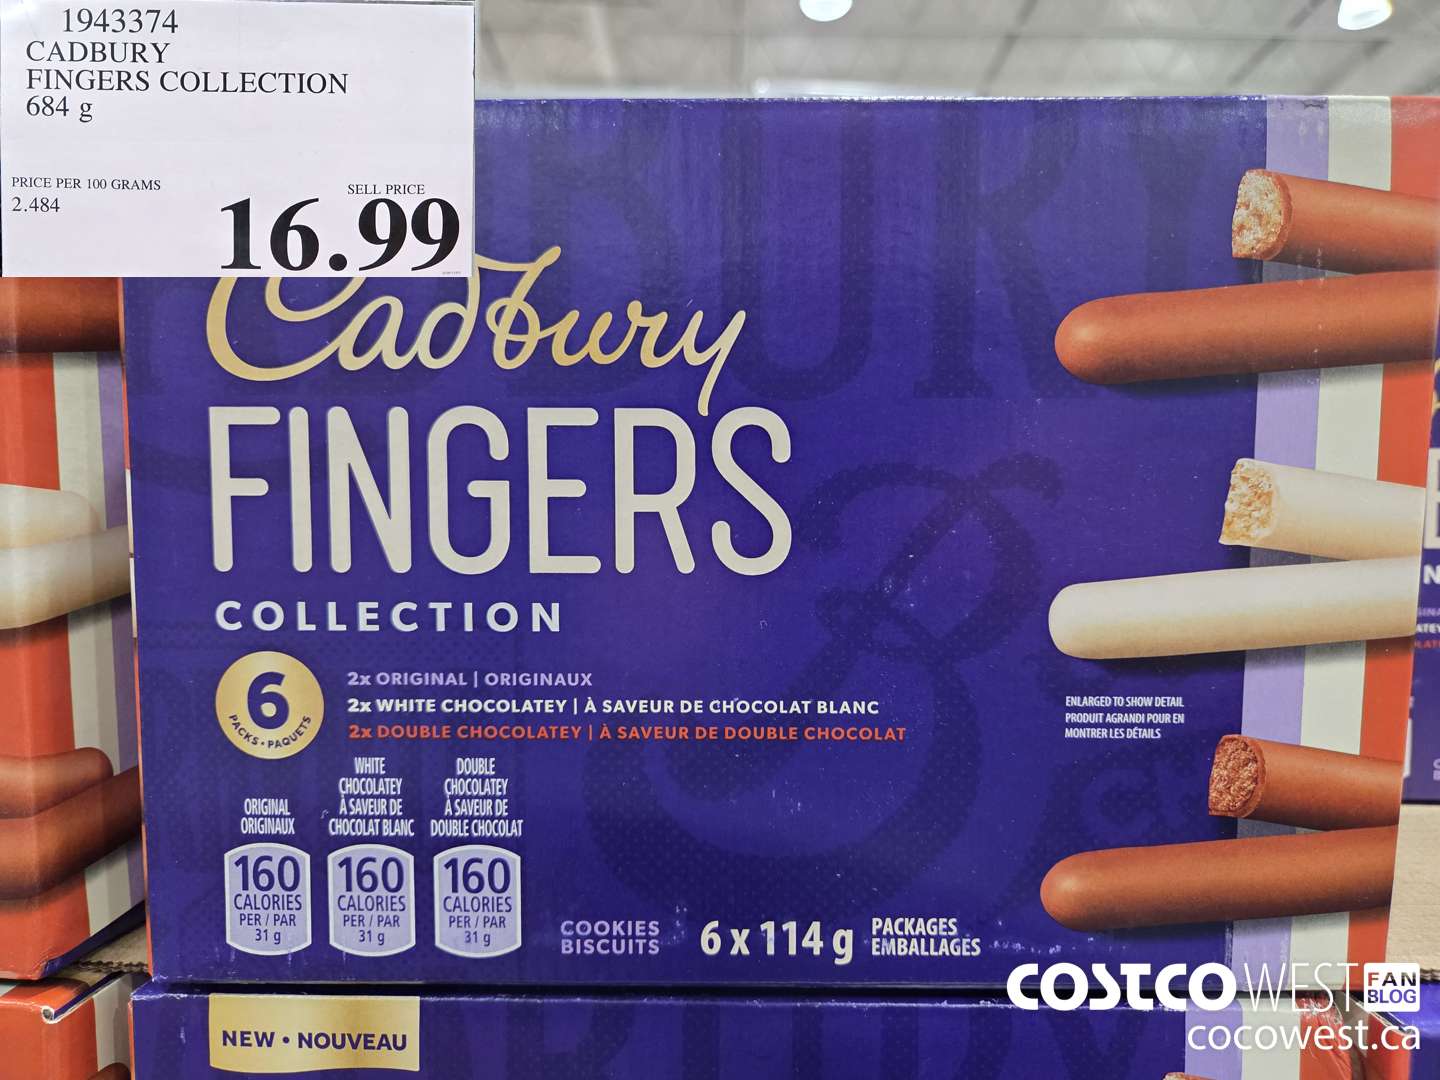 1943374
CADBURY
FINGERS COLLECTION
684 g
PRICE PER 100 GRAMS
2.484
SELL PRICE
16.99
Cadbury
FINGERS
COLLECTION
6
PACKS • PAQUETS
2x ORIGINAL | ORIGINAUX
2x WHITE CHOCOLATEY | À SAVEUR DE CHOCOLAT BLANC
2x DOUBLE CHOCOLATEY | À SAVEUR DE DOUBLE CHOCOLAT
ORIGINAL
ORIGINAUX
160
CALORIES
PER / PAR
31 g
WHITE
CHOCOLATEY
À SAVEUR DE
CHOCOLAT BLANC
160
CALORIES
PER / PAR
31 g
DOUBLE
CHOCOLATEY
À SAVEUR DE
DOUBLE CHOCOLAT
160
CALORIES
PER / PAR
31 g
ENLARGED TO SHOW DETAIL
PRODUIT AGRANDI POUR EN
MONTRER LES DÉTAILS
COOKIES
BISCUITS
6 x 114 g
PACKAGES
EMBALLAGES
NEW • NOUVEAU
COSTCO WEST FAN BLOG
cocowest.ca